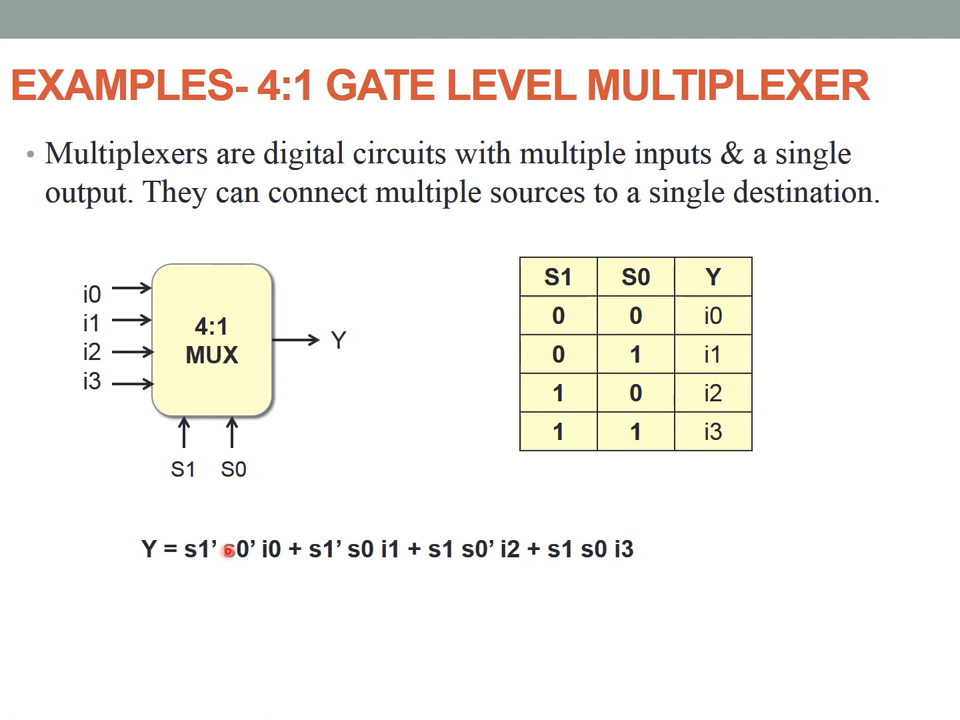 EXAMPLES- 4:1 GATE LEVEL MULTIPLEXER
• Multiplexers are digital circuits with multiple inputs & a single
output. They can connect multiple sources to a single destination.
i0
i1
i2
i3
4:1
MUX
Y
S1 S0
S1 S0 Y
0 0 i0
0 1 i1
1 0 i2
1 1 i3
Y = s1’ s0’ i0 + s1’ s0 i1 + s1 s0’ i2 + s1 s0 i3